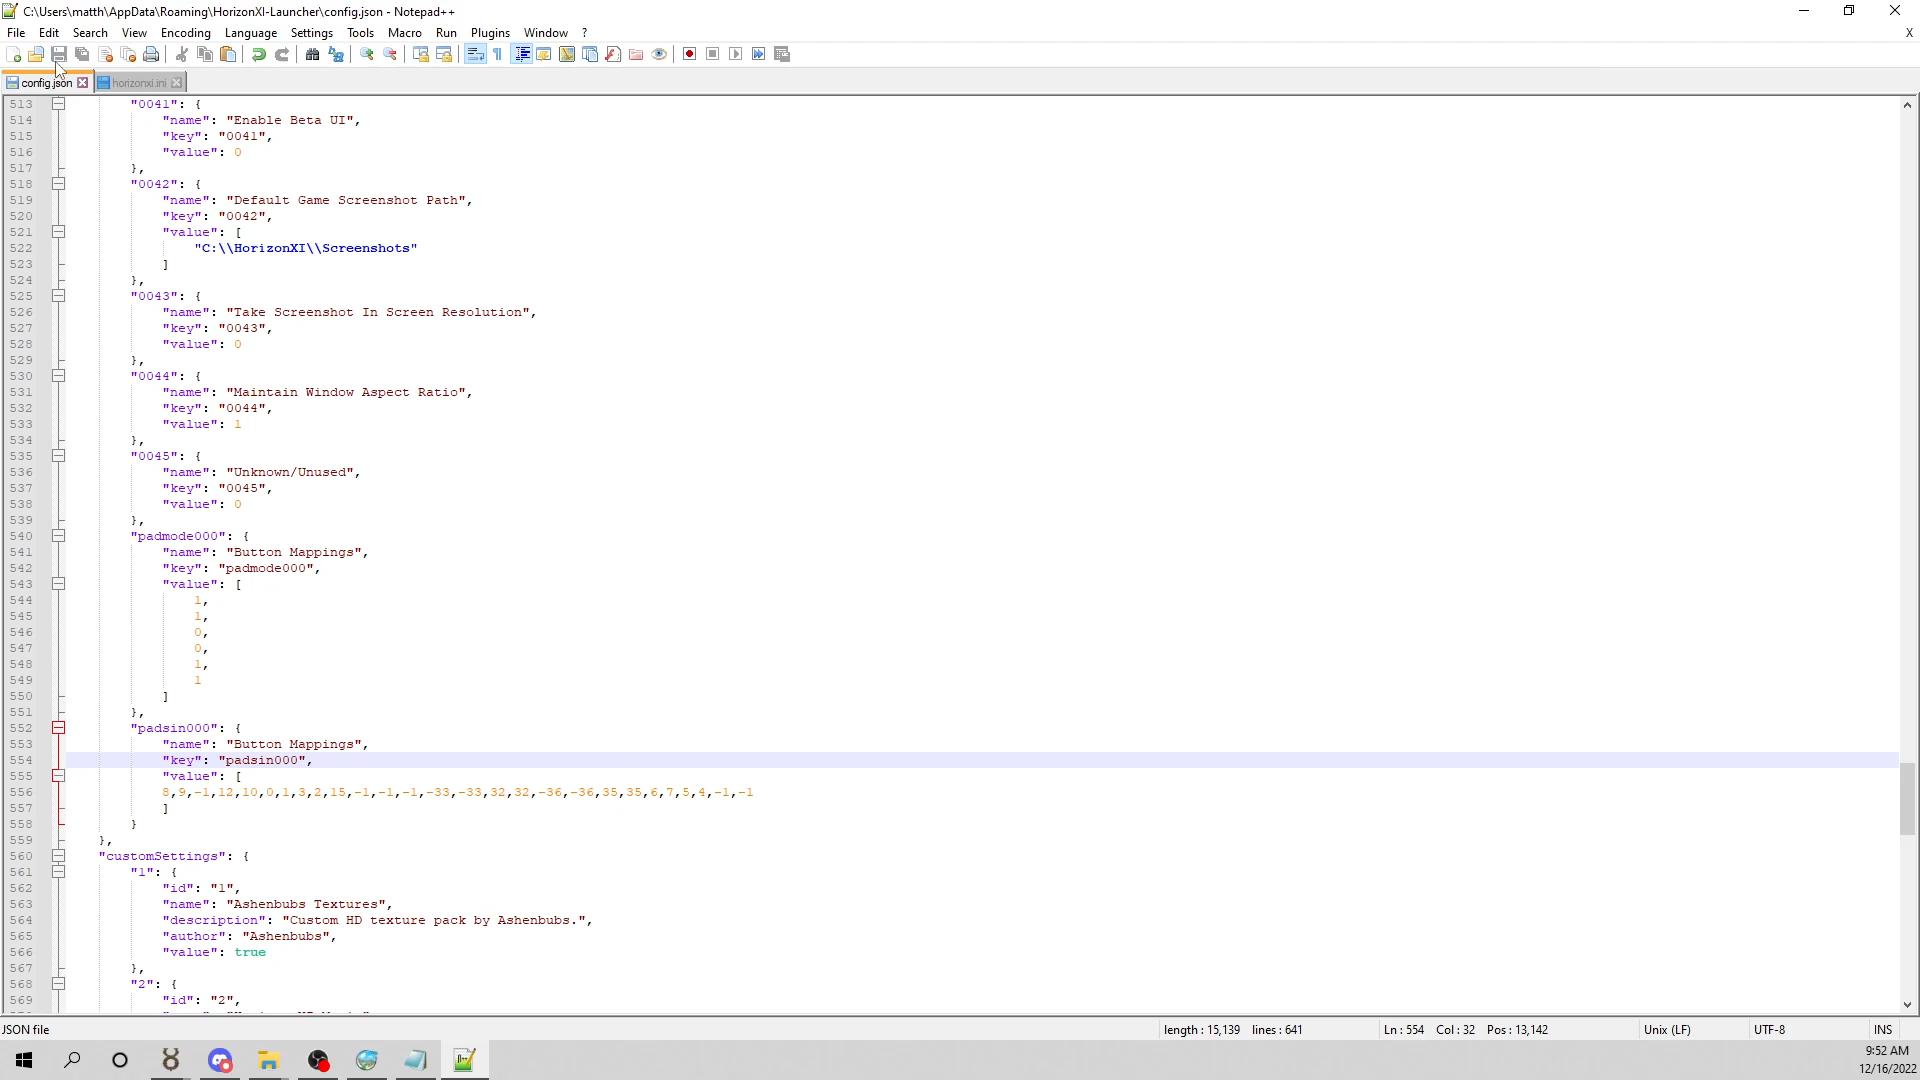 C:\Users\matth\AppData\Roaming\HorizonXI-Launcher\config.json - Notepad++
File Edit Search View Encoding Language Settings Tools Macro Run Plugins Window ? X
config.json horizonxi.ini
513 "0041": {
514 "name": "Enable Beta UI",
515 "key": "0041",
516 "value": 0
517 },
518 "0042": {
519 "name": "Default Game Screenshot Path",
520 "key": "0042",
521 "value": [
522 "C:\\HorizonXI\\Screenshots"
523 ]
524 },
525 "0043": {
526 "name": "Take Screenshot In Screen Resolution",
527 "key": "0043",
528 "value": 0
529 },
530 "0044": {
531 "name": "Maintain Window Aspect Ratio",
532 "key": "0044",
533 "value": 1
534 },
535 "0045": {
536 "name": "Unknown/Unused",
537 "key": "0045",
538 "value": 0
539 },
540 "padmode000": {
541 "name": "Button Mappings",
542 "key": "padmode000",
543 "value": [
544 1,
545 1,
546 0,
547 0,
548 1,
549 1
550 ]
551 },
552 "padsin000": {
553 "name": "Button Mappings",
554 "key": "padsin000",
555 "value": [
556 8,9,-1,12,10,0,1,3,2,15,-1,-1,-1,-33,-33,32,32,-36,-36,35,35,6,7,5,4,-1,-1
557 ]
558 }
559 },
560 "customSettings": {
561 "1": {
562 "id": "1",
563 "name": "Ashenbubs Textures",
564 "description": "Custom HD texture pack by Ashenbubs.",
565 "author": "Ashenbubs",
566 "value": true
567 },
568 "2": {
569 "id": "2",
JSON file length : 15,139 lines : 641 Ln : 554 Col : 32 Pos : 13,142 Unix (LF) UTF-8 INS
9:52 AM
12/16/2022